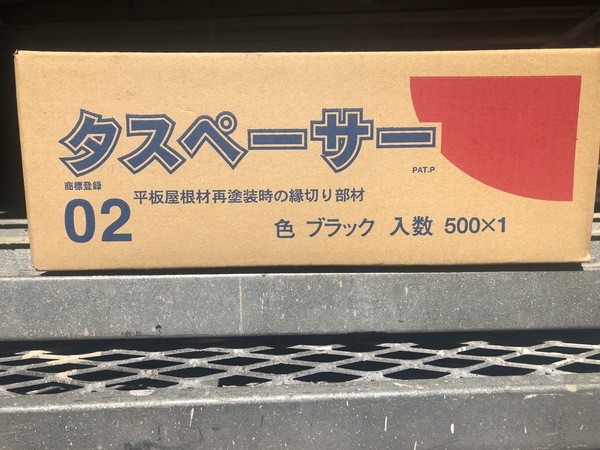 タスペーサー
PAT.P
商標登録
02 平板屋根材再塗装時の縁切り部材
色 ブラック 入数 500×1